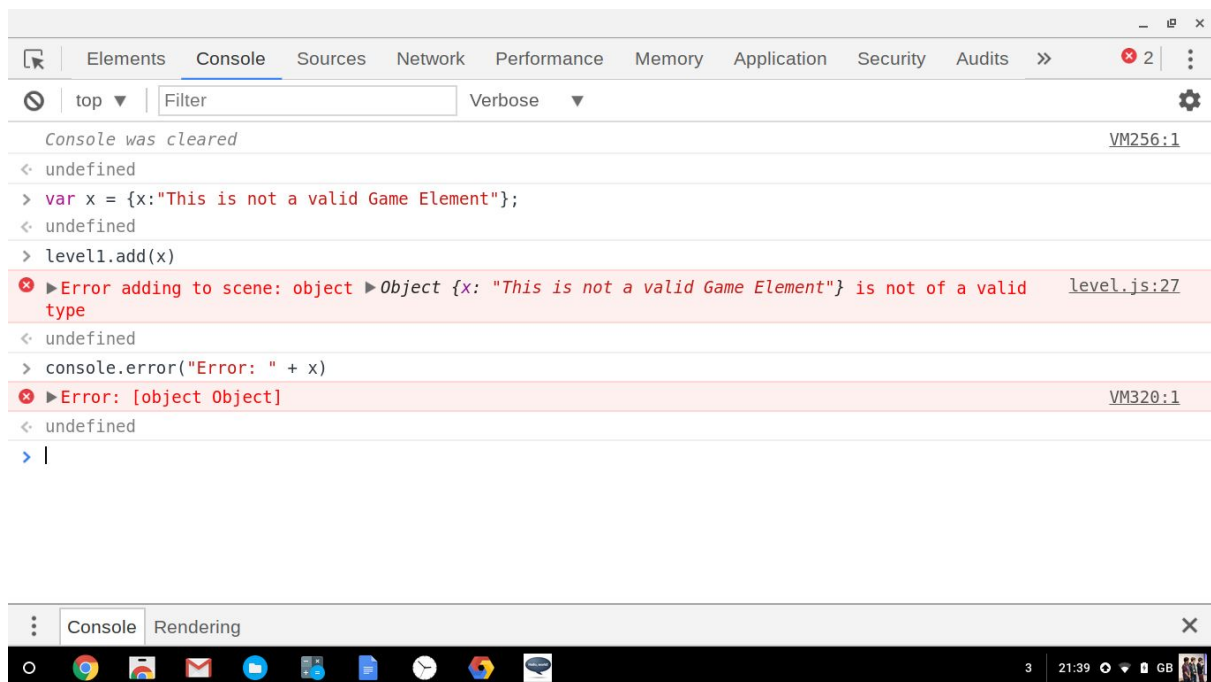 Elements Console Sources Network Performance Memory Application Security Audits » 2
top ▼ Filter Verbose ▼
Console was cleared VM256:1
undefined
> var x = {x:"This is not a valid Game Element"};
undefined
> level1.add(x)
▶Error adding to scene: object ▶Object {x: "This is not a valid Game Element"} is not of a valid level.js:27
type
undefined
> console.error("Error: " + x)
▶Error: [object Object] VM320:1
undefined
>
Console Rendering
3 21:39 GB